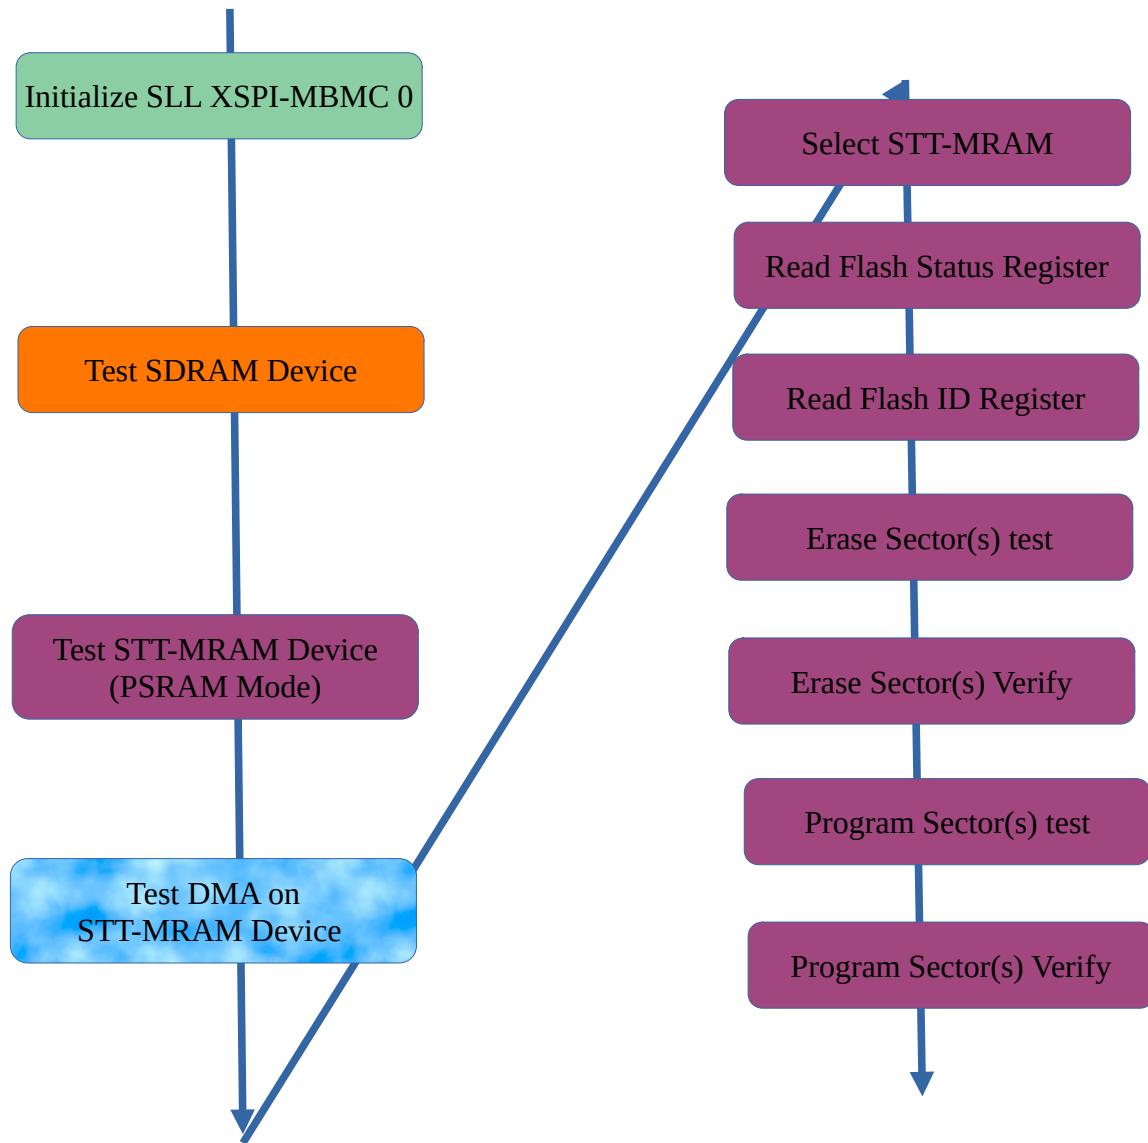 Initialize SLL XSPI-MBMC 0
Test SDRAM Device
Test STT-MRAM Device
(PSRAM Mode)
Test DMA on
STT-MRAM Device
Select STT-MRAM
Read Flash Status Register
Read Flash ID Register
Erase Sector(s) test
Erase Sector(s) Verify
Program Sector(s) test
Program Sector(s) Verify